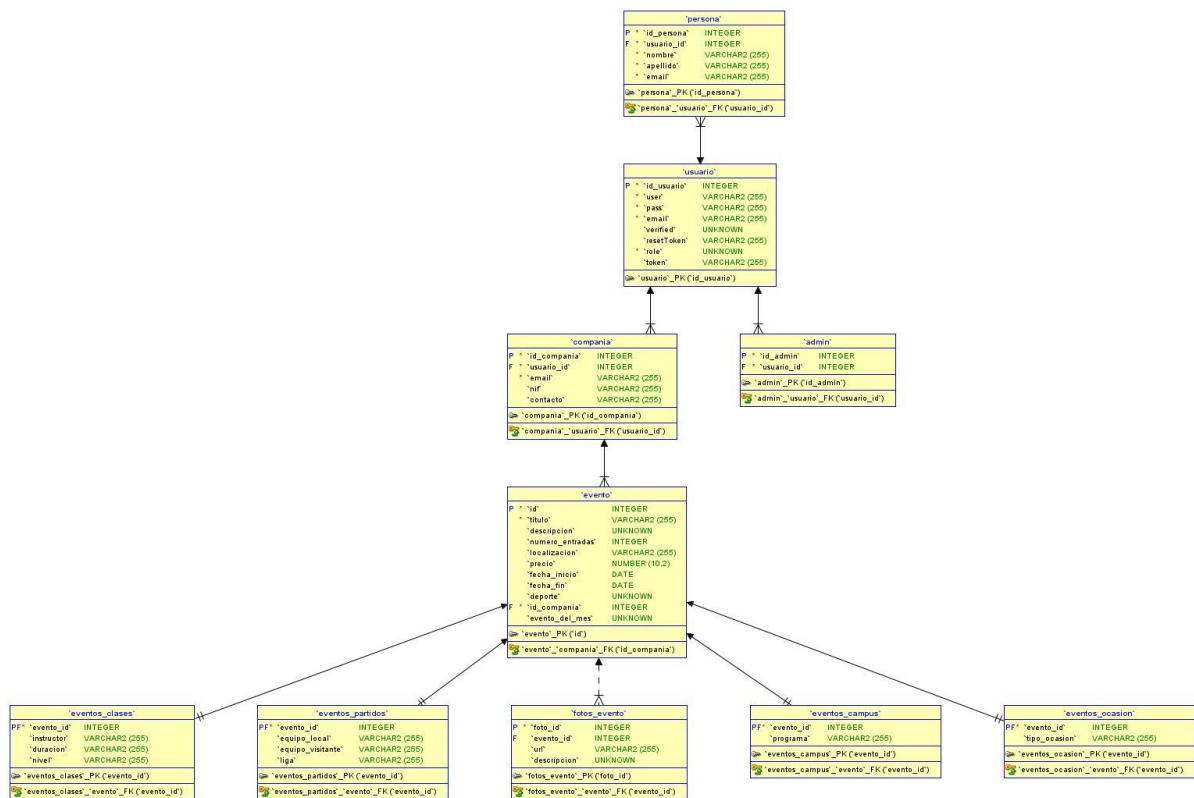 `persona`
P * `id_persona` INTEGER
F * `usuario_id` INTEGER
* `nombre` VARCHAR2 (255)
* `apellido` VARCHAR2 (255)
* `email` VARCHAR2 (255)
`persona`_PK (`id_persona`)
`persona`_`usuario`_FK (`usuario_id`)
`usuario`
P * `id_usuario` INTEGER
* `user` VARCHAR2 (255)
* `pass` VARCHAR2 (255)
* `email` VARCHAR2 (255)
`verified` UNKNOWN
`resetToken` VARCHAR2 (255)
* `role` UNKNOWN
`token` VARCHAR2 (255)
`usuario`_PK (`id_usuario`)
`compania`
P * `id_compania` INTEGER
F * `usuario_id` INTEGER
* `email` VARCHAR2 (255)
`nif` VARCHAR2 (255)
`contacto` VARCHAR2 (255)
`compania`_PK (`id_compania`)
`compania`_`usuario`_FK (`usuario_id`)
`admin`
P * `id_admin` INTEGER
F * `usuario_id` INTEGER
`admin`_PK (`id_admin`)
`admin`_`usuario`_FK (`usuario_id`)
`evento`
P * `id` INTEGER
* `titulo` VARCHAR2 (255)
`descripcion` UNKNOWN
`numero_entradas` INTEGER
`localizacion` VARCHAR2 (255)
`precio` NUMBER (10,2)
`fecha_inicio` DATE
`fecha_fin` DATE
`deporte` UNKNOWN
F * `id_compania` INTEGER
`evento_del_mes` UNKNOWN
`evento`_PK (`id`)
`evento`_`compania`_FK (`id_compania`)
`eventos_clases`
PF* `evento_id` INTEGER
`instructor` VARCHAR2 (255)
`duracion` VARCHAR2 (255)
`nivel` VARCHAR2 (255)
`eventos_clases`_PK (`evento_id`)
`eventos_clases`_`evento`_FK (`evento_id`)
`eventos_partidos`
PF* `evento_id` INTEGER
`equipo_local` VARCHAR2 (255)
`equipo_visitante` VARCHAR2 (255)
`liga` VARCHAR2 (255)
`eventos_partidos`_PK (`evento_id`)
`eventos_partidos`_`evento`_FK (`evento_id`)
`fotos_evento`
P * `foto_id` INTEGER
F `evento_id` INTEGER
`url` VARCHAR2 (255)
`descripcion` UNKNOWN
`fotos_evento`_PK (`foto_id`)
`fotos_evento`_`evento`_FK (`evento_id`)
`eventos_campus`
PF* `evento_id` INTEGER
`programa` VARCHAR2 (255)
`eventos_campus`_PK (`evento_id`)
`eventos_campus`_`evento`_FK (`evento_id`)
`eventos_ocasion`
PF* `evento_id` INTEGER
`tipo_ocasion` VARCHAR2 (255)
`eventos_ocasion`_PK (`evento_id`)
`eventos_ocasion`_`evento`_FK (`evento_id`)